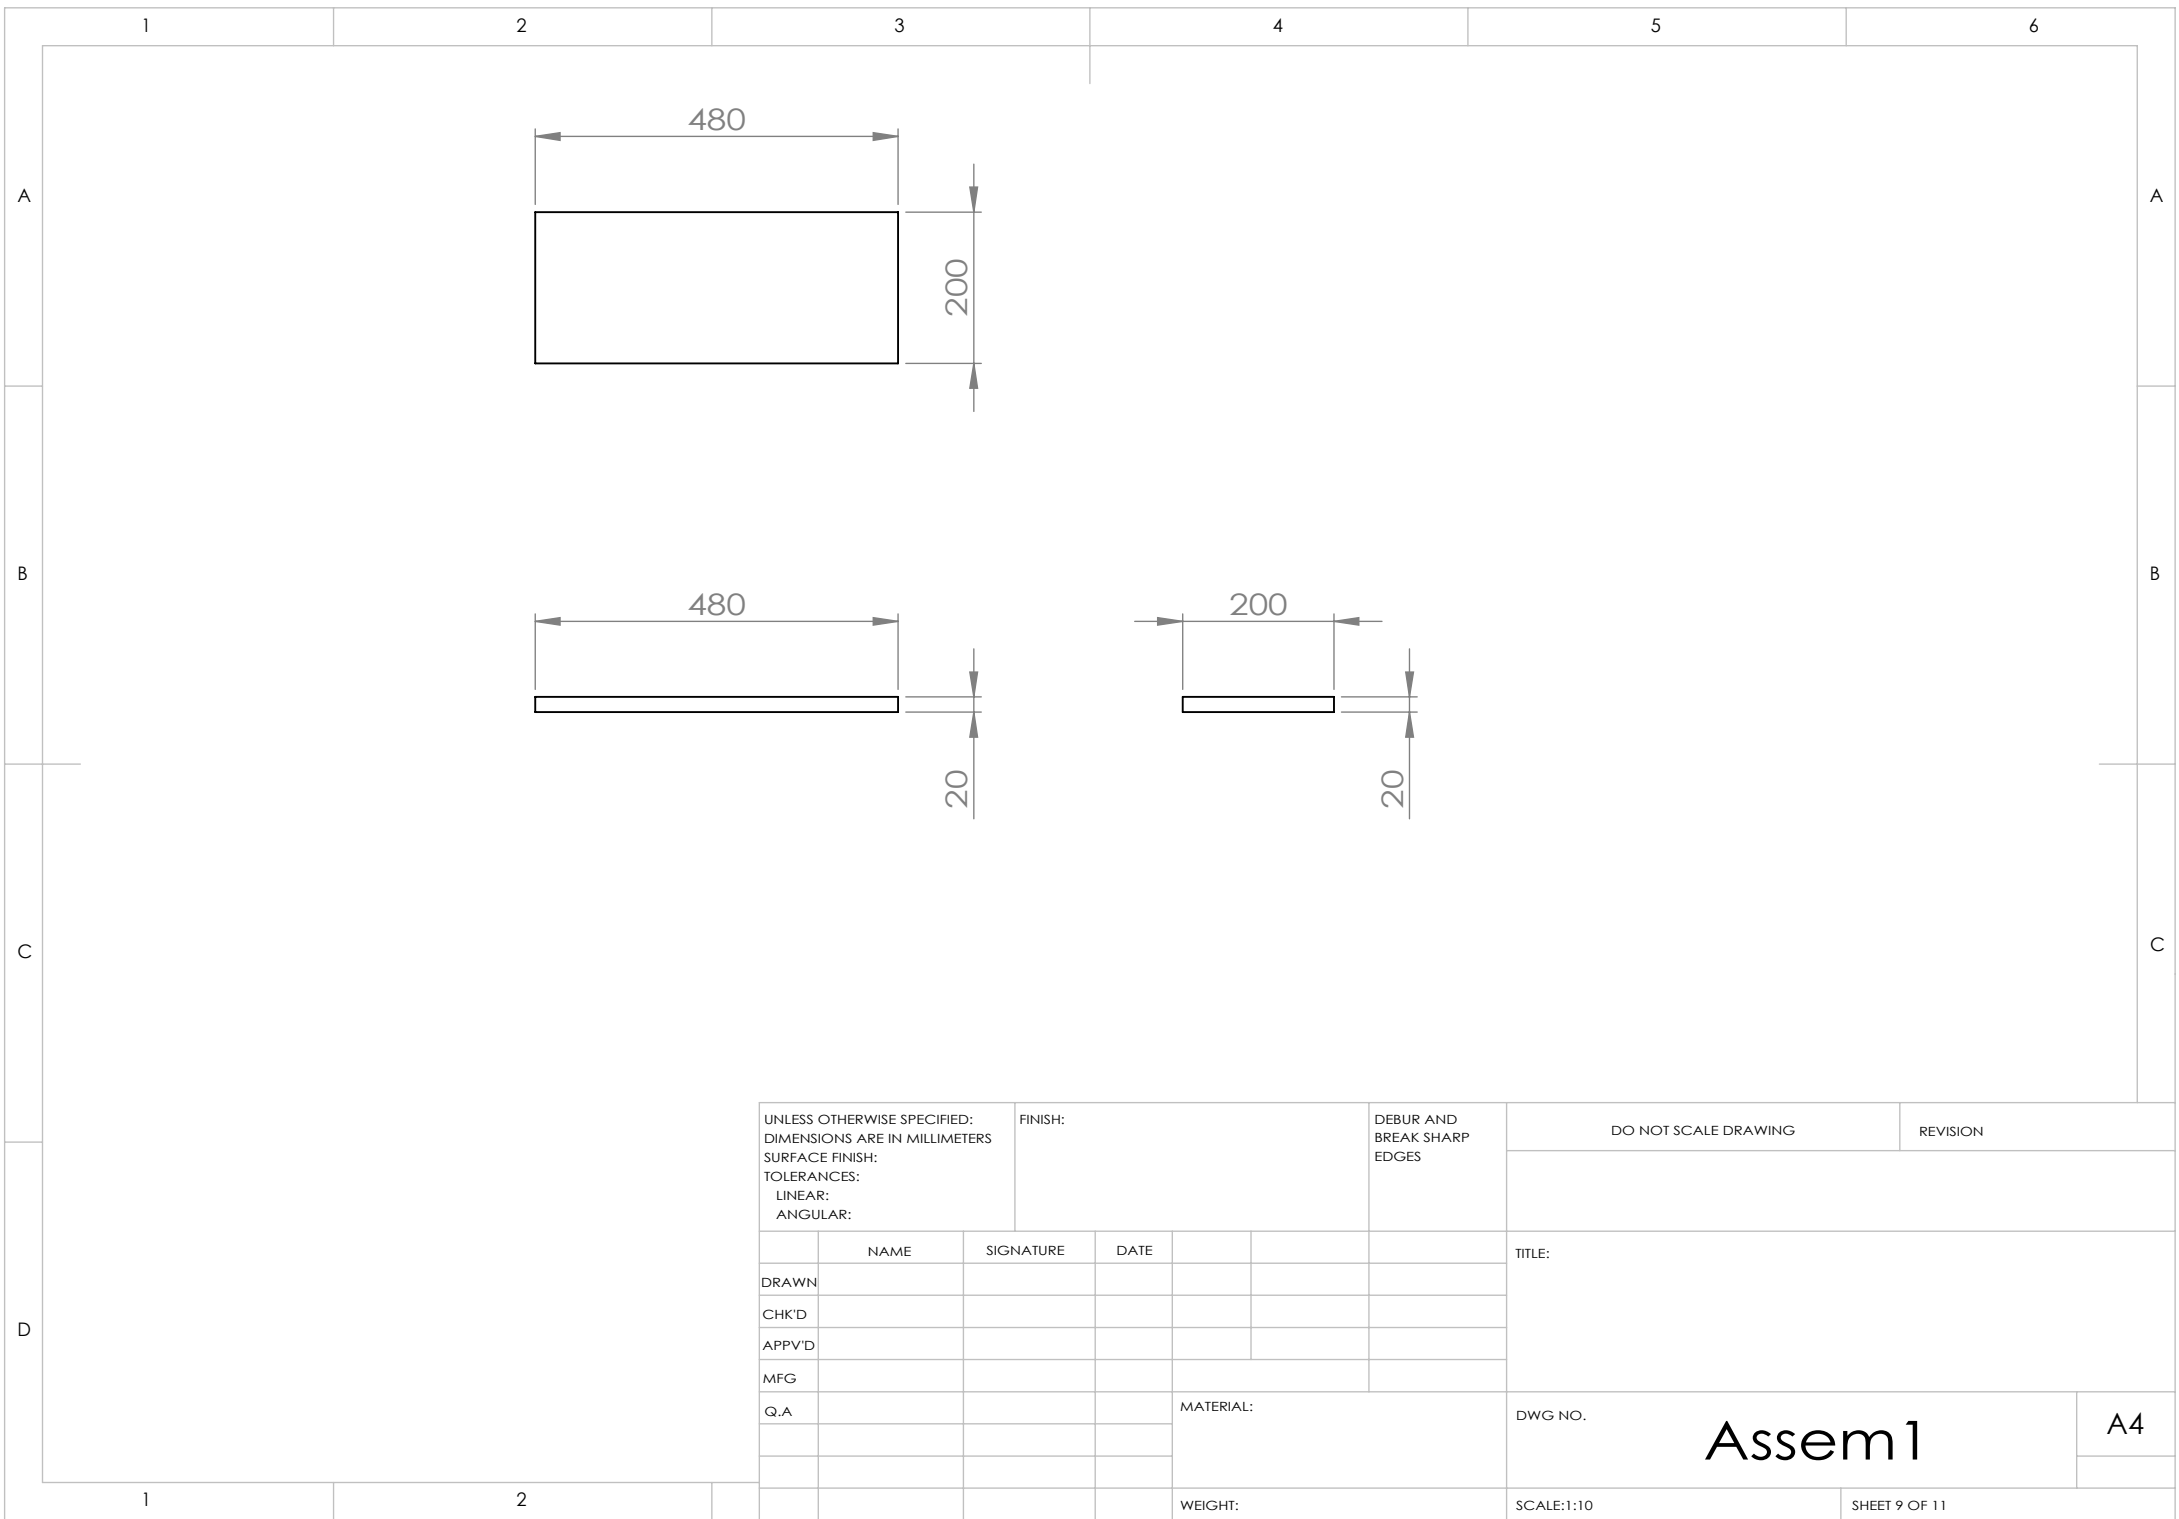 1 2 3 4 5 6
480
A A
200
B B
480 200
20 20
C C
UNLESS OTHERWISE SPECIFIED:
DIMENSIONS ARE IN MILLIMETERS
SURFACE FINISH:
TOLERANCES:
LINEAR:
ANGULAR:
FINISH:
DEBUR AND
BREAK SHARP
EDGES
DO NOT SCALE DRAWING
REVISION
NAME SIGNATURE DATE
TITLE:
DRAWN
CHK'D
APPV'D
MFG
Q.A
D
MATERIAL:
DWG NO.
Assem1
A4
WEIGHT:
SCALE:1:10
SHEET 9 OF 11
1 2